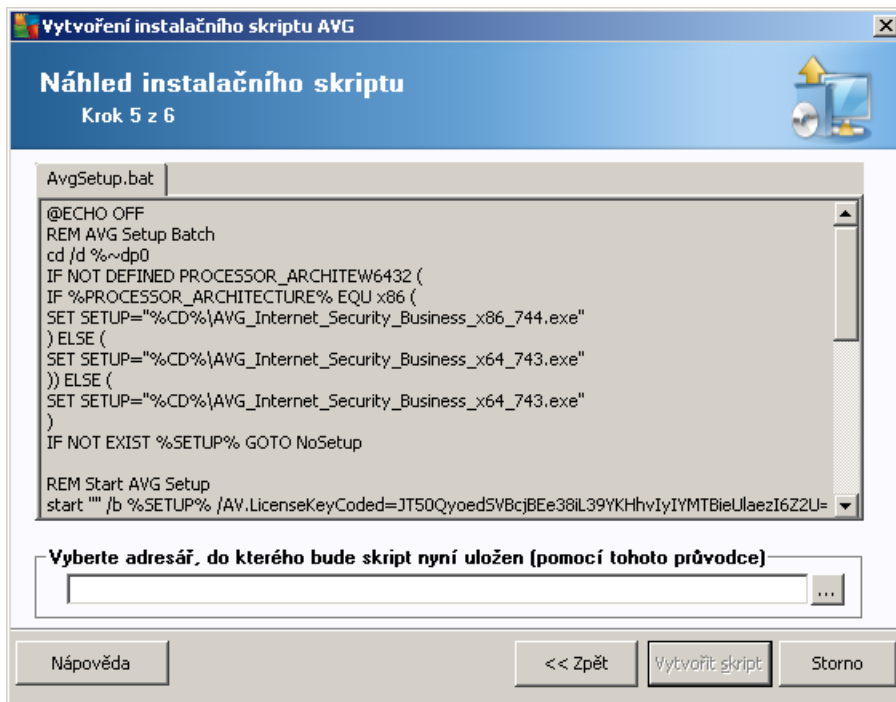 Vytvoření instalačního skriptu AVG
Náhled instalačního skriptu
Krok 5 z 6
AvgSetup.bat
@ECHO OFF
REM AVG Setup Batch
cd /d %~dp0
IF NOT DEFINED PROCESSOR_ARCHITEW6432 (
IF %PROCESSOR_ARCHITECTURE% EQU x86 (
SET SETUP="%CD%\AVG_Internet_Security_Business_x86_744.exe"
) ELSE (
SET SETUP="%CD%\AVG_Internet_Security_Business_x64_743.exe"
)) ELSE (
SET SETUP="%CD%\AVG_Internet_Security_Business_x64_743.exe"
)
IF NOT EXIST %SETUP% GOTO NoSetup
REM Start AVG Setup
start "" /b %SETUP% /AV.LicenseKeyCoded=JT50QyoedSVBcjBEe38iL39YKHhvIyIYMTBieUlaezI6Z2U=
Vyberte adresář, do kterého bude skript nyní uložen (pomocí tohoto průvodce)
...
Nápověda
<< Zpět
Vytvořit skript
Storno